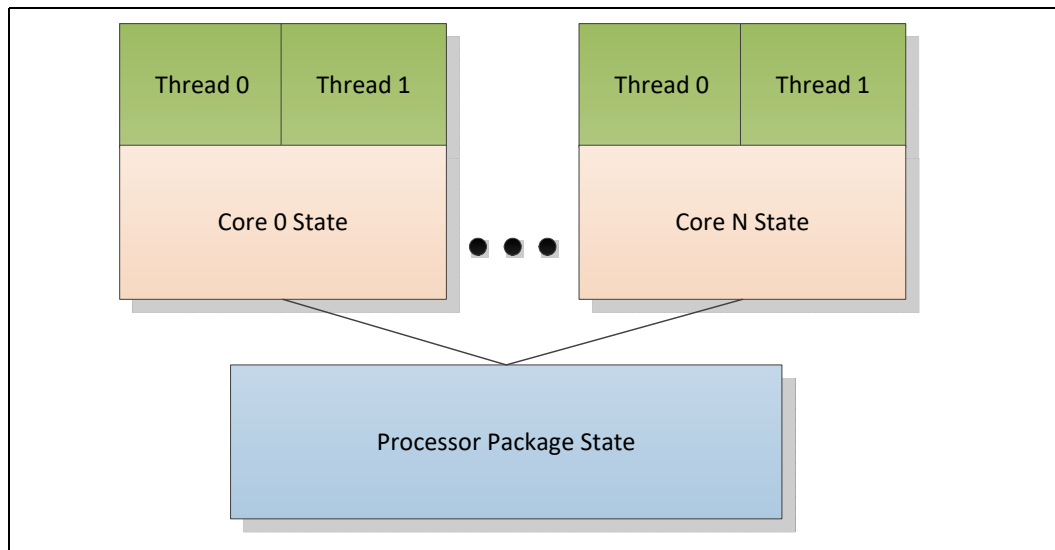 Thread 0
Thread 1
Thread 0
Thread 1
Core 0 State
Core N State
Processor Package State